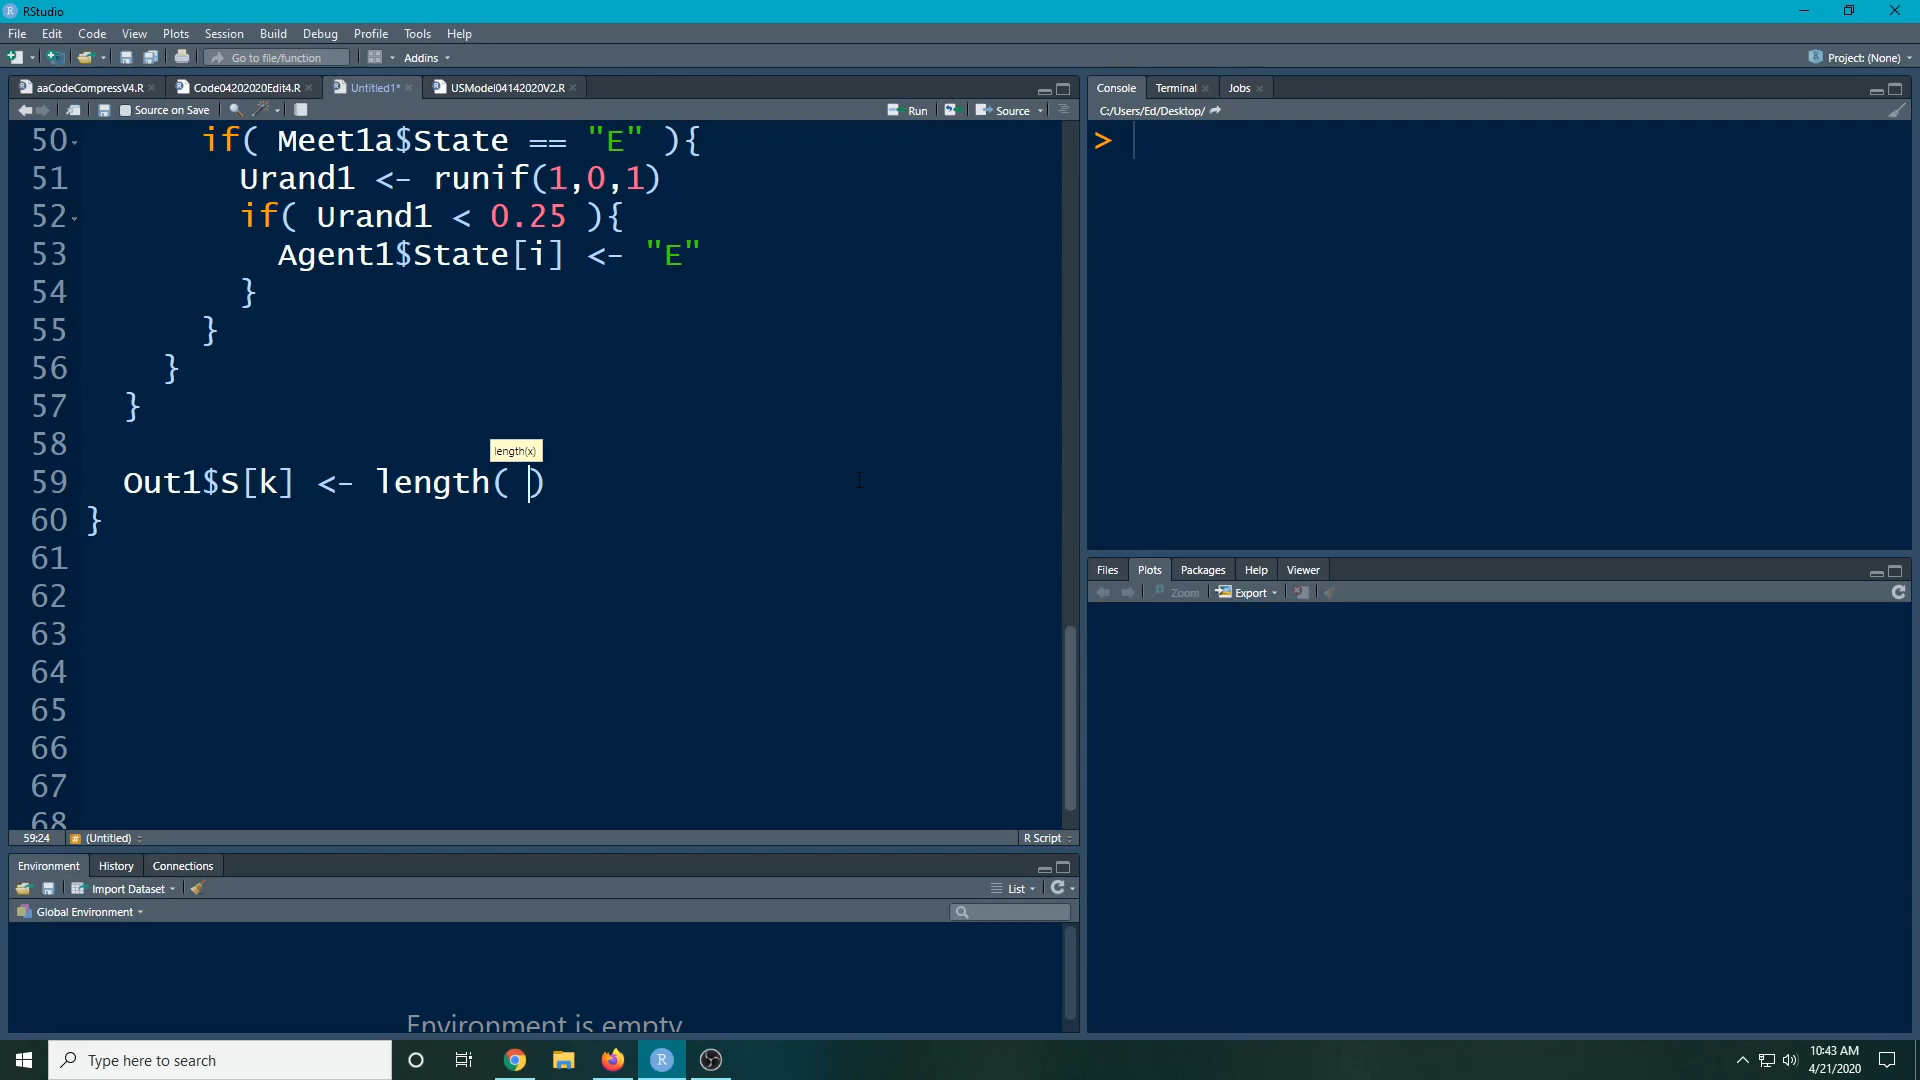 RStudio
File Edit Code View Plots Session Build Debug Profile Tools Help
Go to file/function Addins Project: (None)
aaCodeCompressV4.R Code04202020Edit4.R Untitled1* USModel04142020V2.R
Source on Save Run Source
50 if( Meet1a$State == "E" ){
51 Urand1 <- runif(1,0,1)
52 if( Urand1 < 0.25 ){
53 Agent1$State[i] <- "E"
54 }
55 }
56 }
57 }
58
length(x)
59 Out1$S[k] <- length( )
60 }
61
62
63
64
65
66
67
68
59:24 (Untitled) R Script
Environment History Connections
Import Dataset List
Global Environment
Environment is empty
Console Terminal Jobs
C:/Users/Ed/Desktop/
>
Files Plots Packages Help Viewer
Zoom Export
Type here to search
10:43 AM
4/21/2020